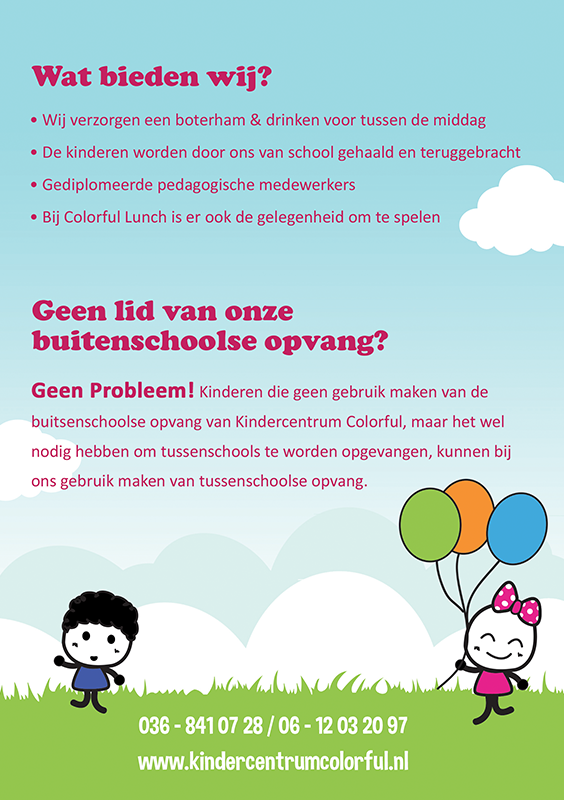 Wat bieden wij?
• Wij verzorgen een boterham & drinken voor tussen de middag
• De kinderen worden door ons van school gehaald en teruggebracht
• Gediplomeerde pedagogische medewerkers
• Bij Colorful Lunch is er ook de gelegenheid om te spelen
Geen lid van onze
buitenschoolse opvang?
Geen Probleem! Kinderen die geen gebruik maken van de
buitsenschoolse opvang van Kindercentrum Colorful, maar het wel
nodig hebben om tussenschools te worden opgevangen, kunnen bij
ons gebruik maken van tussenschoolse opvang.
036 - 841 07 28 / 06 - 12 03 20 97
www.kindercentrumcolorful.nl